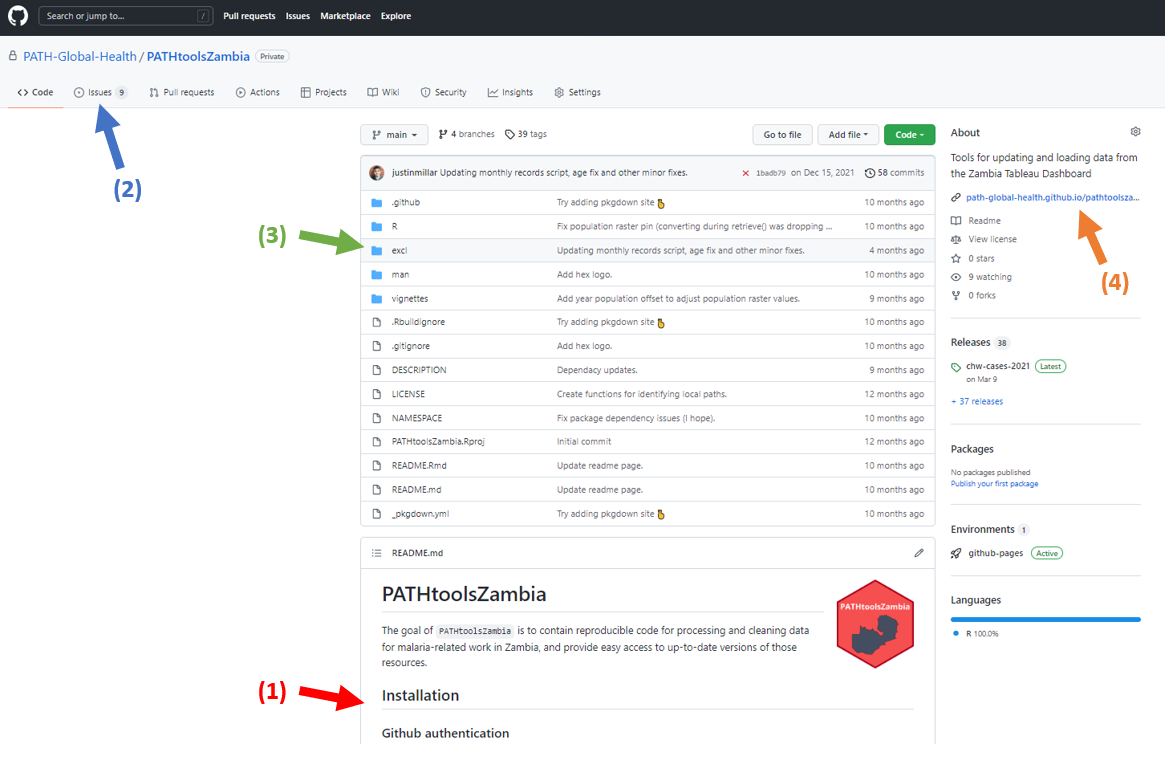 Search or jump to... / Pull requests Issues Marketplace Explore
PATH-Global-Health / PATHtoolsZambia Private
<> Code Issues 9 Pull requests Actions Projects Wiki Security Insights Settings
(2)
main 4 branches 39 tags Go to file Add file Code
justinmillar Updating monthly records script, age fix and other minor fixes. 1badb79 on Dec 15, 2021 58 commits
.github Try adding pkgdown site 10 months ago
R Fix population raster pin (converting during retrieve() was dropping ... 10 months ago
(3)
excl Updating monthly records script, age fix and other minor fixes. 4 months ago
man Add hex logo. 10 months ago
vignettes Add year population offset to adjust population raster values. 9 months ago
.Rbuildignore Try adding pkgdown site 10 months ago
.gitignore Add hex logo. 10 months ago
DESCRIPTION Dependacy updates. 9 months ago
LICENSE Create functions for identifying local paths. 12 months ago
NAMESPACE Fix package dependency issues (I hope). 10 months ago
PATHtoolsZambia.Rproj Initial commit 12 months ago
README.Rmd Update readme page. 10 months ago
README.md Update readme page. 10 months ago
_pkgdown.yml Try adding pkgdown site 10 months ago
README.md
PATHtoolsZambia
PATHtoolsZambia
The goal of PATHtoolsZambia is to contain reproducible code for processing and cleaning data
for malaria-related work in Zambia, and provide easy access to up-to-date versions of those
resources.
(1)
Installation
Github authentication
About
Tools for updating and loading data from
the Zambia Tableau Dashboard
path-global-health.github.io/pathtoolsza...
Readme
View license
0 stars
9 watching
(4)
0 forks
Releases 38
chw-cases-2021 Latest
on Mar 9
+ 37 releases
Packages
No packages published
Publish your first package
Environments 1
github-pages Active
Languages
R 100.0%